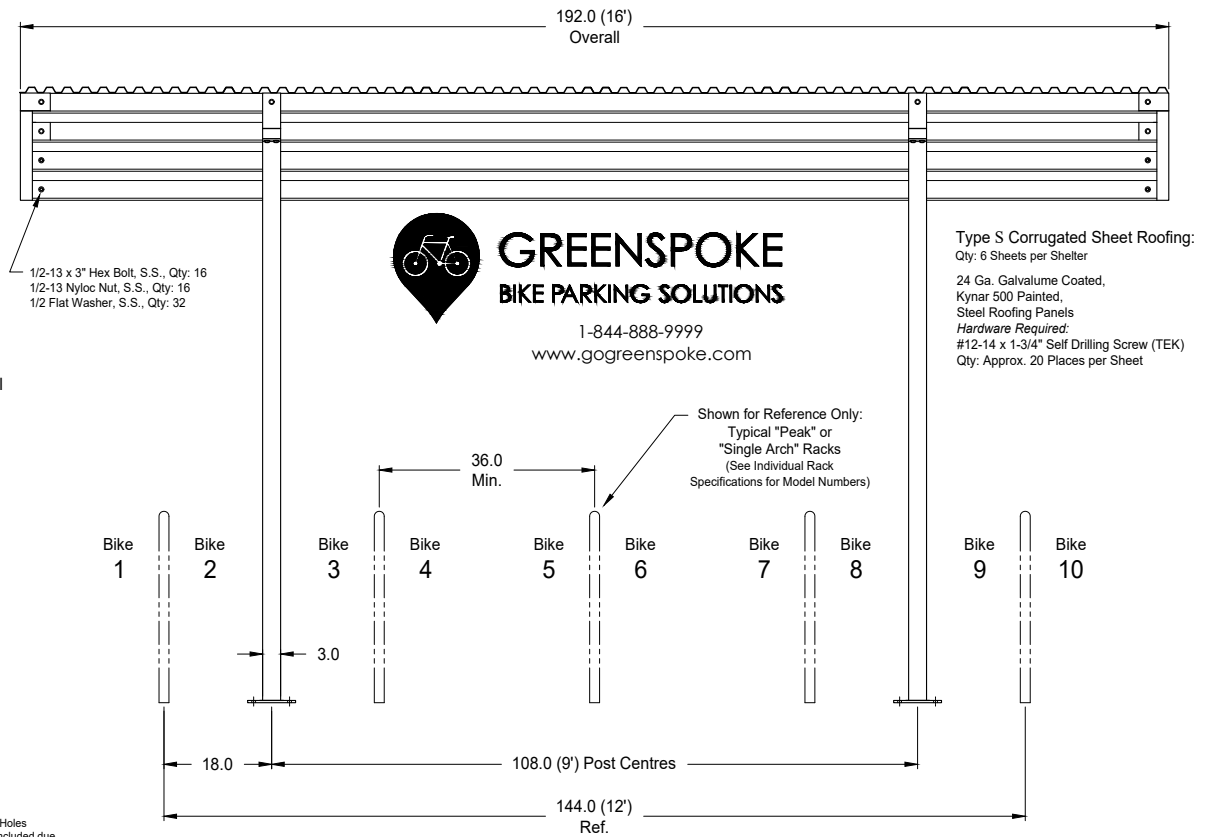 192.0 (16')
Overall
1/2-13 x 3" Hex Bolt, S.S., Qty: 16
1/2-13 Nyloc Nut, S.S., Qty: 16
1/2 Flat Washer, S.S., Qty: 32
GREENSPOKE
BIKE PARKING SOLUTIONS
1-844-888-9999
www.gogreenspoke.com
Type S Corrugated Sheet Roofing:
Qty: 6 Sheets per Shelter
24 Ga. Galvalume Coated,
Kynar 500 Painted,
Steel Roofing Panels
Hardware Required:
#12-14 x 1-3/4" Self Drilling Screw (TEK)
Qty: Approx. 20 Places per Sheet
Shown for Reference Only:
Typical "Peak" or
"Single Arch" Racks
(See Individual Rack
Specifications for Model Numbers)
36.0
Min.
Bike
1
Bike
2
Bike
3
Bike
4
Bike
5
Bike
6
Bike
7
Bike
8
Bike
9
Bike
10
3.0
18.0
108.0 (9') Post Centres
144.0 (12')
Ref.
Holes
due